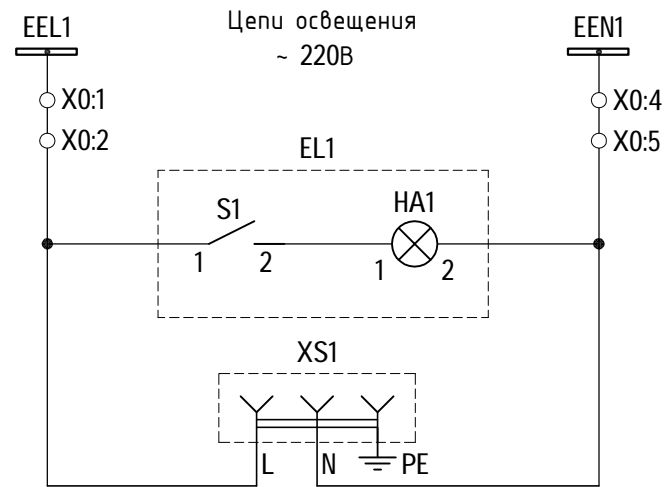 EEL1
Цепи освещения
~ 220В
EEN1
X0:1
X0:4
X0:2
X0:5
EL1
S1
HA1
1
2
1
2
XS1
L
N
PE